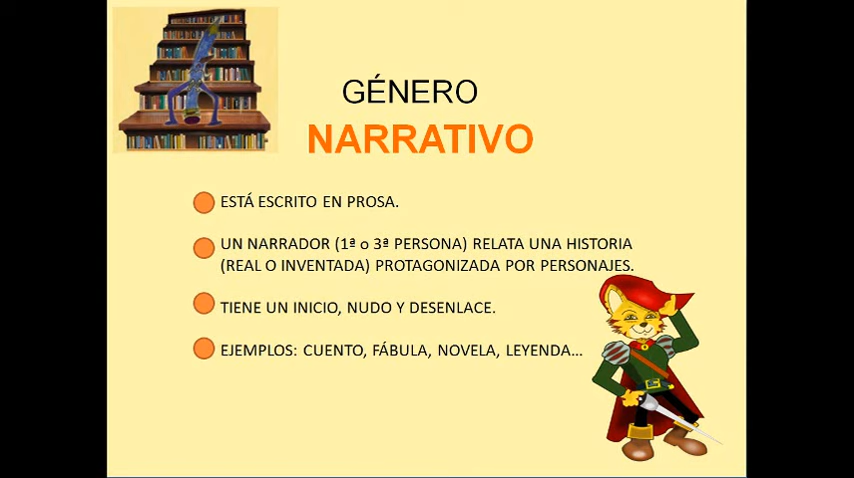 GÉNERO
NARRATIVO
ESTÁ ESCRITO EN PROSA.
UN NARRADOR (1ª o 3ª PERSONA) RELATA UNA HISTORIA
(REAL O INVENTADA) PROTAGONIZADA POR PERSONAJES.
TIENE UN INICIO, NUDO Y DESENLACE.
EJEMPLOS: CUENTO, FÁBULA, NOVELA, LEYENDA...